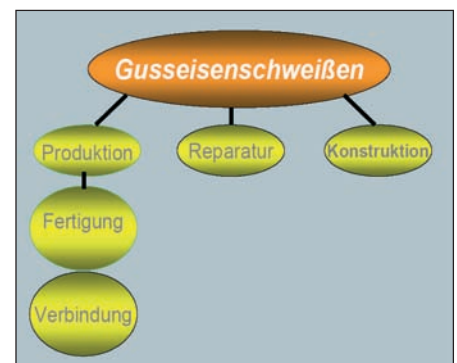 Gusseisenschweißen
Produktion
Reparatur
Konstruktion
Fertigung
Verbindung